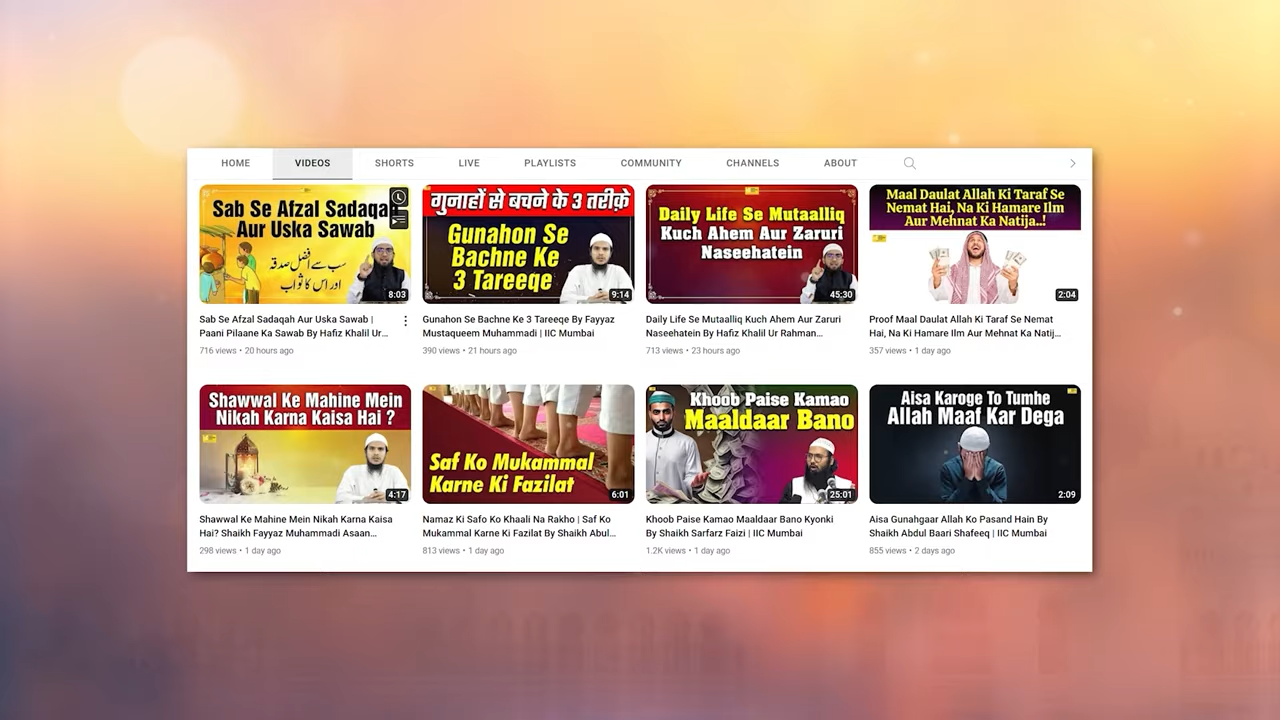 HOME VIDEOS SHORTS LIVE PLAYLISTS COMMUNITY CHANNELS ABOUT
Sab Se Afzal Sadaqa
Aur Uska Sawab
سب سے افضل صدقہ
اور اس کا ثواب
8:03
गुनाहों से बचने के 3 तरीक़े
Gunahon Se
Bachne Ke
3 Tareeqe
9:14
Daily Life Se Mutaalliq
Kuch Ahem Aur Zaruri
Naseehatein
45:30
Maal Daulat Allah Ki Taraf Se
Nemat Hai, Na Ki Hamare Ilm
Aur Mehnat Ka Natija..!
2:04
Sab Se Afzal Sadaqah Aur Uska Sawab |
Paani Pilaane Ka Sawab By Hafiz Khalil Ur...
716 views • 20 hours ago
Gunahon Se Bachne Ke 3 Tareeqe By Fayyaz
Mustaqueem Muhammadi | IIC Mumbai
390 views • 21 hours ago
Daily Life Se Mutaalliq Kuch Ahem Aur Zaruri
Naseehatein By Hafiz Khalil Ur Rahman...
713 views • 23 hours ago
Proof Maal Daulat Allah Ki Taraf Se Nemat
Hai, Na Ki Hamare Ilm Aur Mehnat Ka Natij...
357 views • 1 day ago
Shawwal Ke Mahine Mein
Nikah Karna Kaisa Hai ?
4:17
Saf Ko Mukammal
Karne Ki Fazilat
6:01
Khoob Paise Kamao
Maaldaar Bano
25:01
Aisa Karoge To Tumhe
Allah Maaf Kar Dega
2:09
Shawwal Ke Mahine Mein Nikah Karna Kaisa
Hai? Shaikh Fayyaz Muhammadi Asaan...
298 views • 1 day ago
Namaz Ki Safo Ko Khaali Na Rakho | Saf Ko
Mukammal Karne Ki Fazilat By Shaikh Abul...
813 views • 1 day ago
Khoob Paise Kamao Maaldaar Bano Kyonki
By Shaikh Sarfarz Faizi | IIC Mumbai
1.2K views • 1 day ago
Aisa Gunahgaar Allah Ko Pasand Hain By
Shaikh Abdul Baari Shafeeq | IIC Mumbai
855 views • 2 days ago